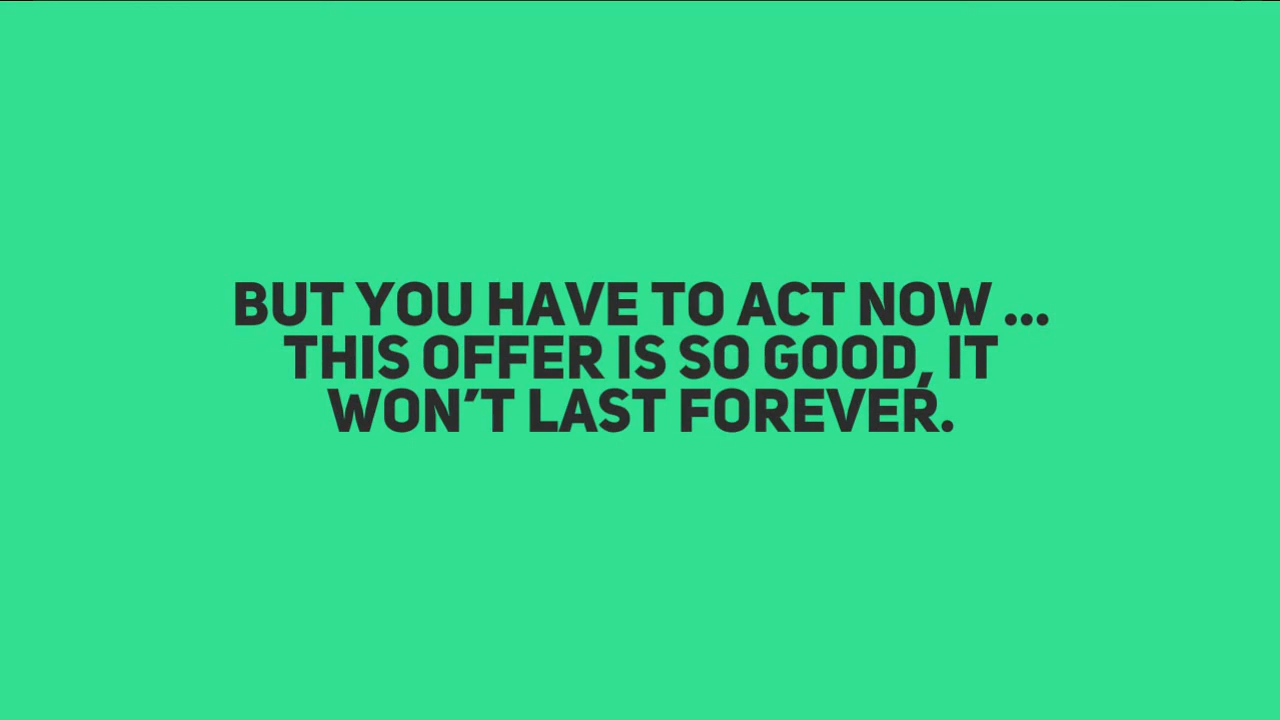 BUT YOU HAVE TO ACT NOW ...
THIS OFFER IS SO GOOD, IT
WON’T LAST FOREVER.